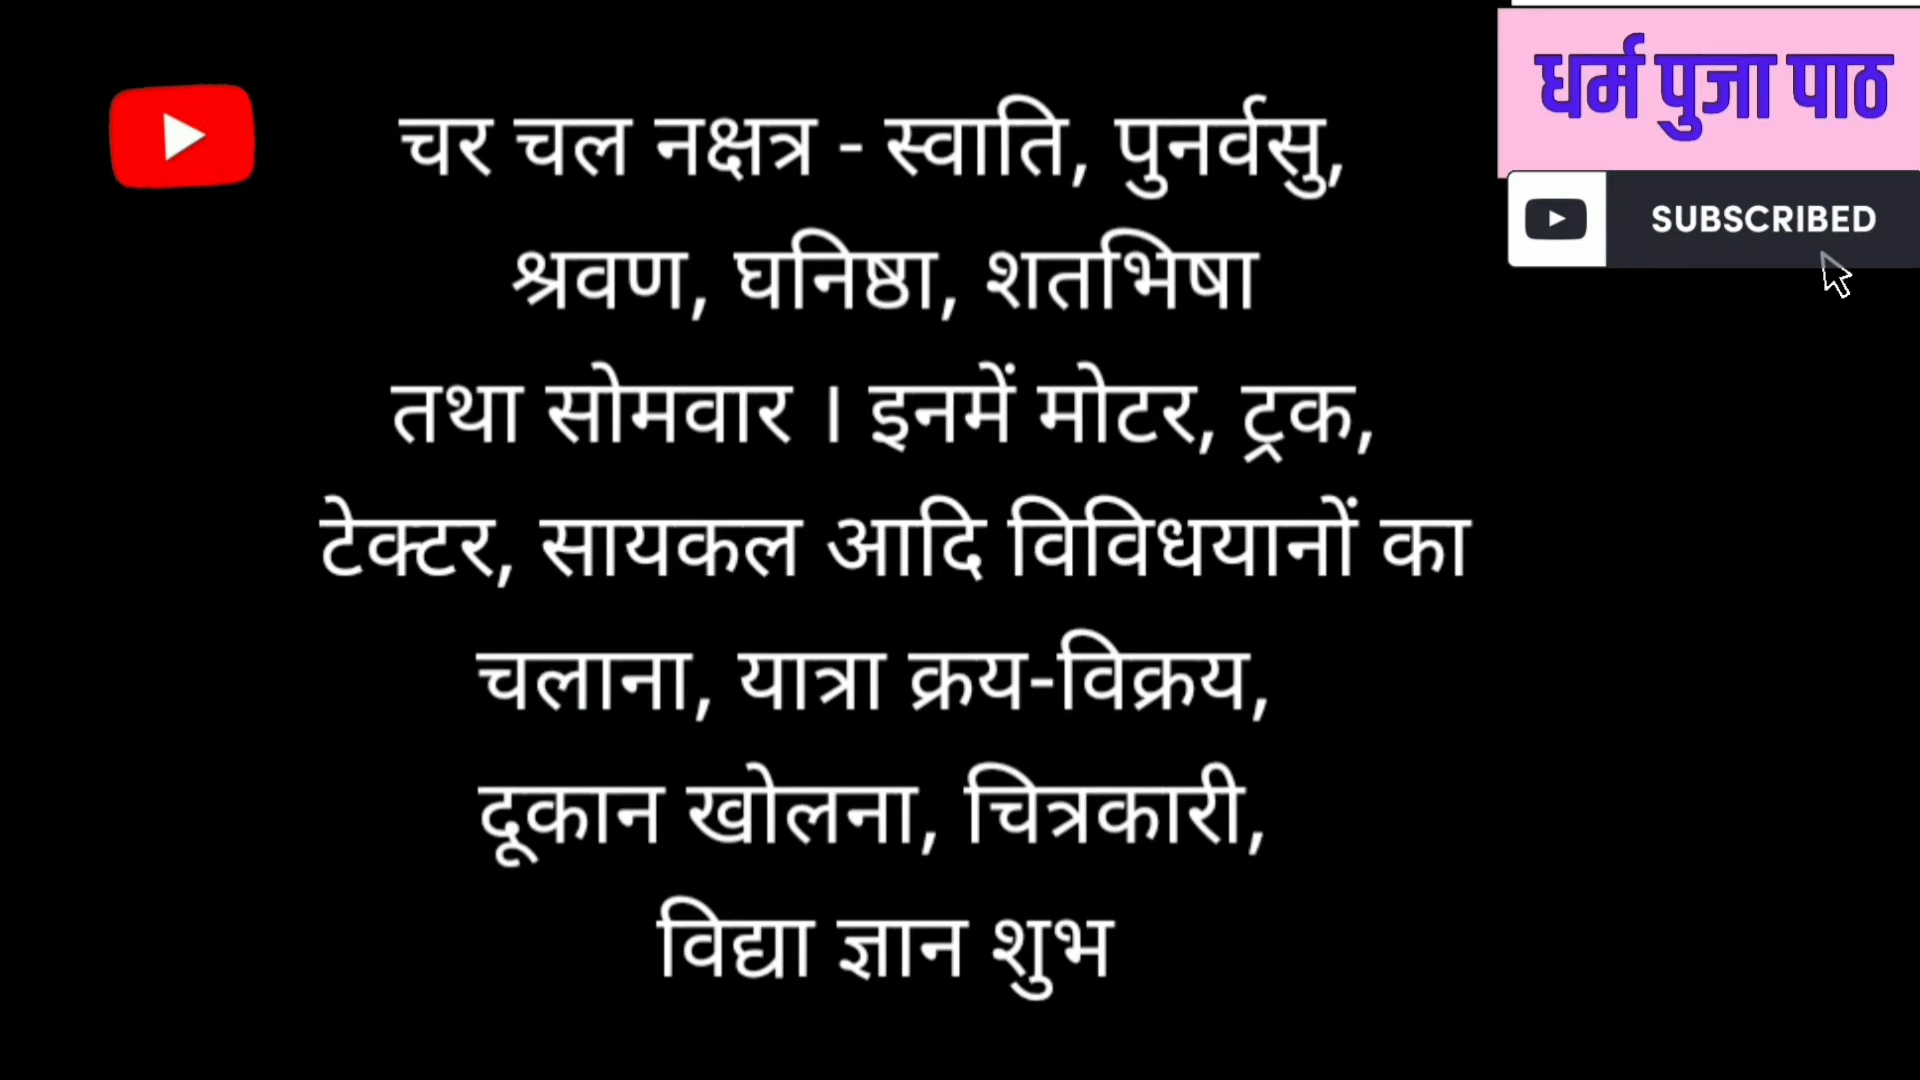 धर्म पुजा पाठ
SUBSCRIBED
चर चल नक्षत्र - स्वाति, पुनर्वसु,
श्रवण, घनिष्ठा, शतभिषा
तथा सोमवार । इनमें मोटर, ट्रक,
टेक्टर, सायकल आदि विविधयानों का
चलाना, यात्रा क्रय-विक्रय,
दूकान खोलना, चित्रकारी,
विद्या ज्ञान शुभ